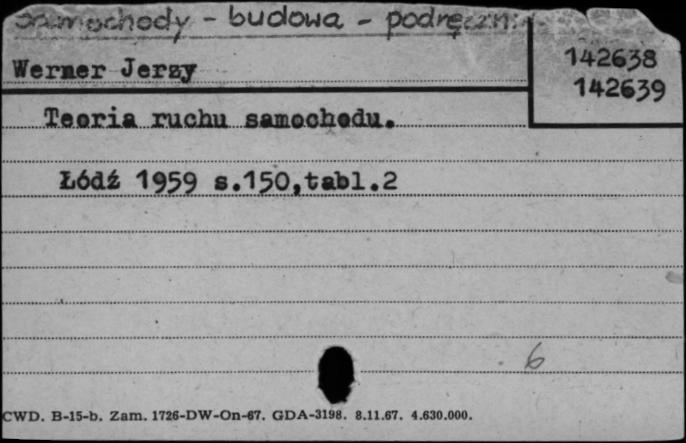 samochody - budowa - podręczn
142638
Werner Jerzy
142639
Teoria ruchu samochodu.
Łódź 1959 s.150,tabl.2
6
CWD. B-15-b. Zam. 1726-DW-On-67. GDA-3198. 8.11.67. 4.630.000.